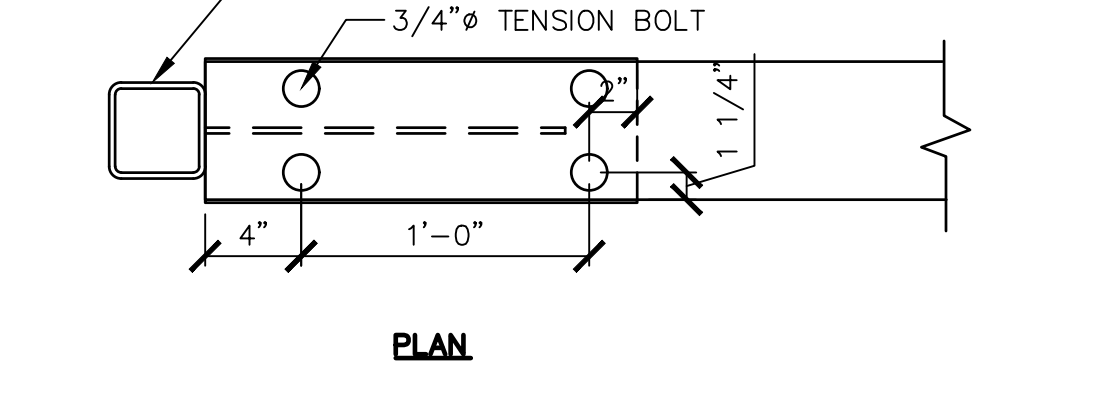 3/4”ø TENSION BOLT
2”
1 1/4”
4”
1’-0”
PLAN